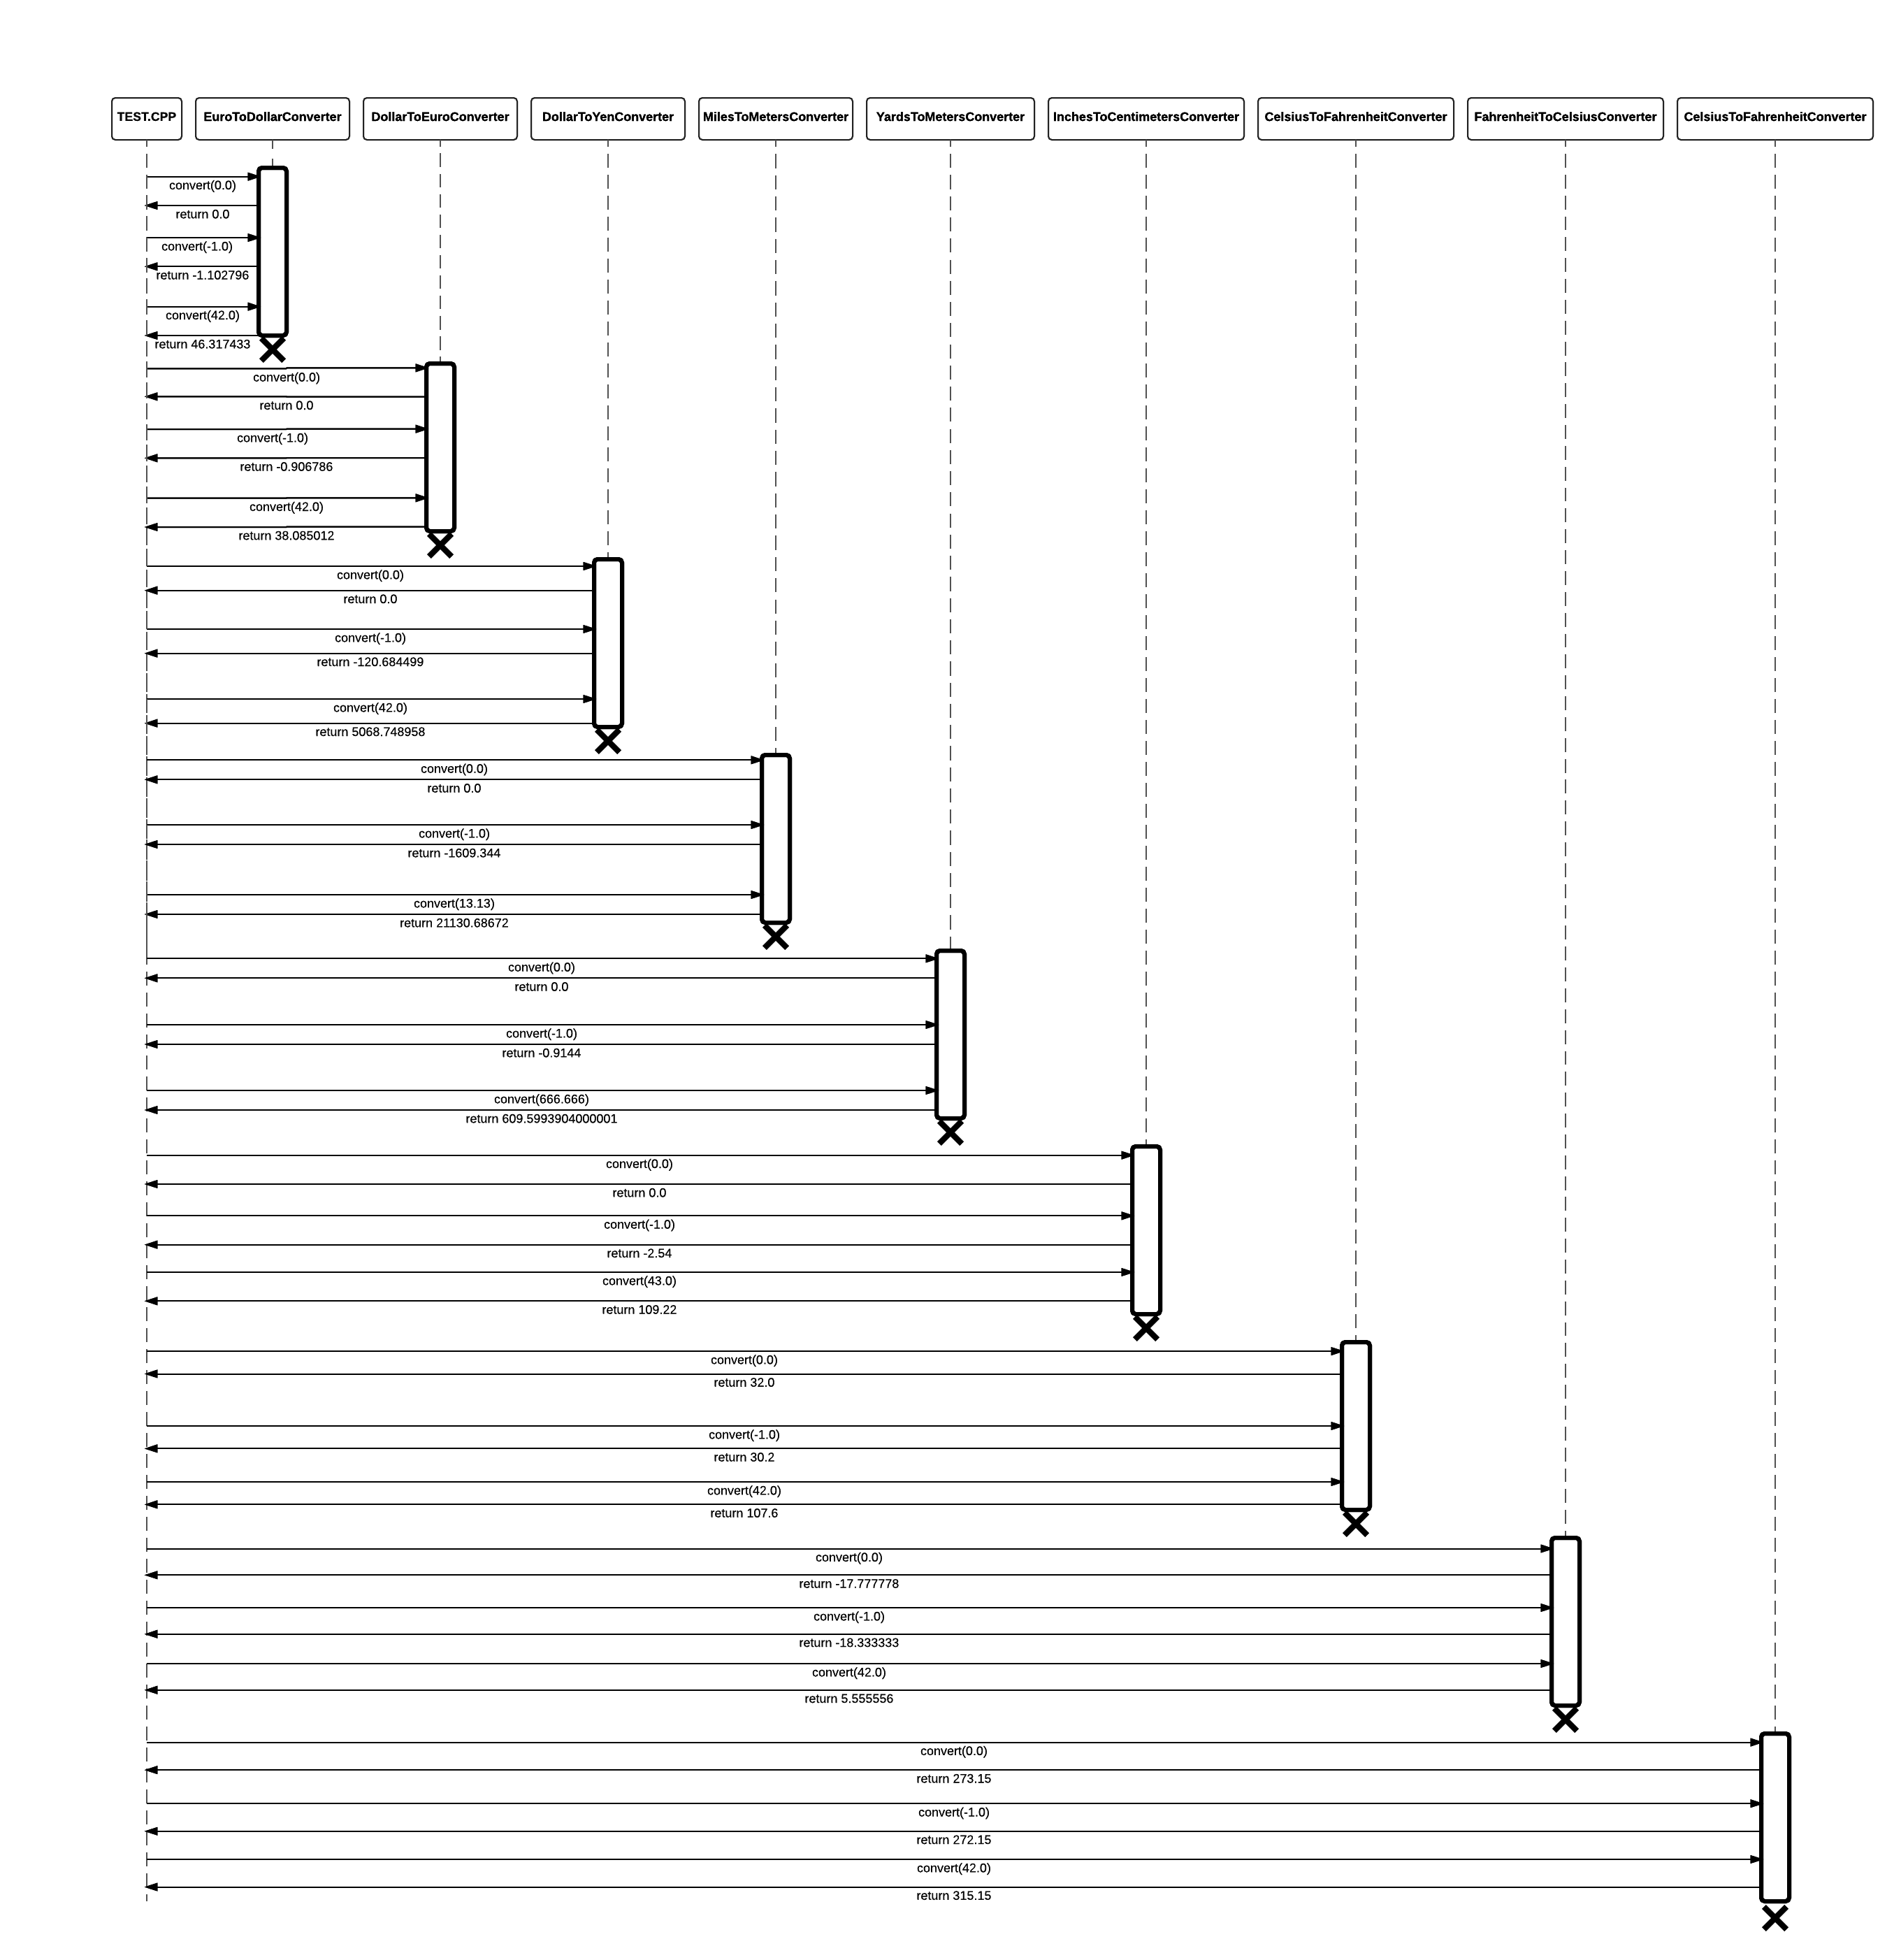 TEST.CPP
EuroToDollarConverter
DollarToEuroConverter
DollarToYenConverter
MilesToMetersConverter
YardsToMetersConverter
InchesToCentimetersConverter
CelsiusToFahrenheitConverter
FahrenheitToCelsiusConverter
CelsiusToFahrenheitConverter
convert(0.0)
return 0.0
convert(-1.0)
return -1.102796
convert(42.0)
return 46.317433
convert(0.0)
return 0.0
convert(-1.0)
return -0.906786
convert(42.0)
return 38.085012
convert(0.0)
return 0.0
convert(-1.0)
return -120.684499
convert(42.0)
return 5068.748958
convert(0.0)
return 0.0
convert(-1.0)
return -1609.344
convert(13.13)
return 21130.68672
convert(0.0)
return 0.0
convert(-1.0)
return -0.9144
convert(666.666)
return 609.5993904000001
convert(0.0)
return 0.0
convert(-1.0)
return -2.54
convert(43.0)
return 109.22
convert(0.0)
return 32.0
convert(-1.0)
return 30.2
convert(42.0)
return 107.6
convert(0.0)
return -17.777778
convert(-1.0)
return -18.333333
convert(42.0)
return 5.555556
convert(0.0)
return 273.15
convert(-1.0)
return 272.15
convert(42.0)
return 315.15